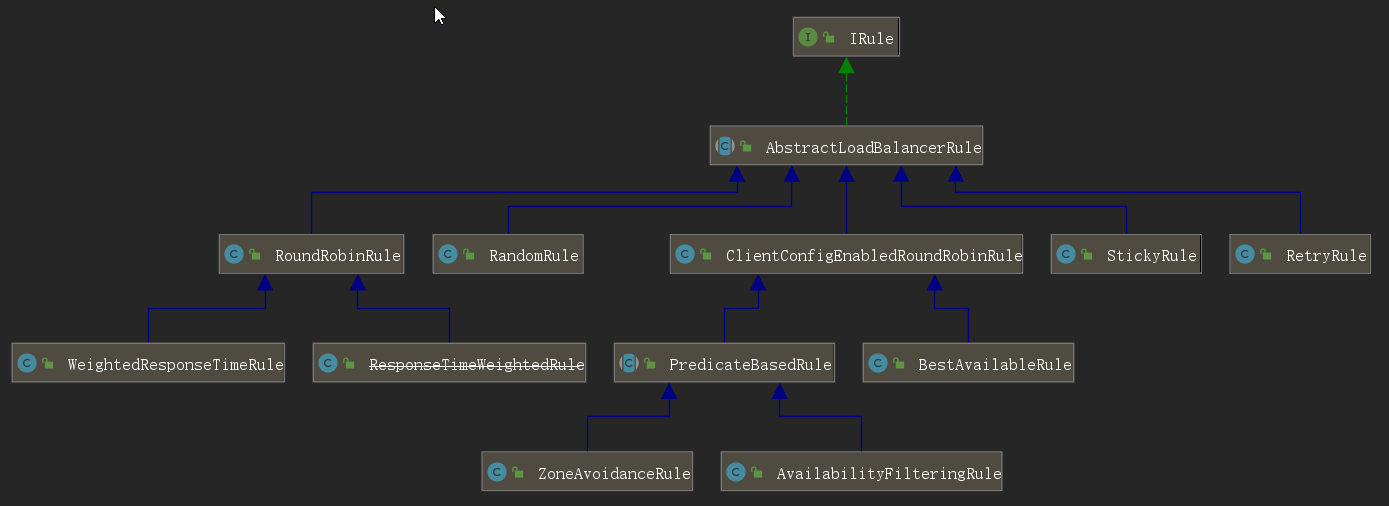 IRule
AbstractLoadBalancerRule
RoundRobinRule
RandomRule
ClientConfigEnabledRoundRobinRule
StickyRule
RetryRule
WeightedResponseTimeRule
ResponseTimeWeightedRule
PredicateBasedRule
BestAvailableRule
ZoneAvoidanceRule
AvailabilityFilteringRule